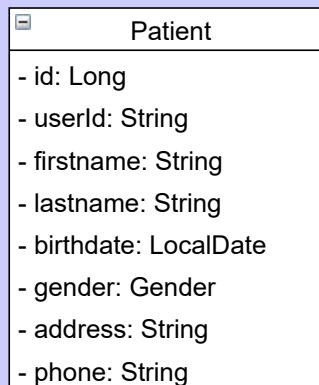 Patient
- id: Long
- userId: String
- firstname: String
- lastname: String
- birthdate: LocalDate
- gender: Gender
- address: String
- phone: String